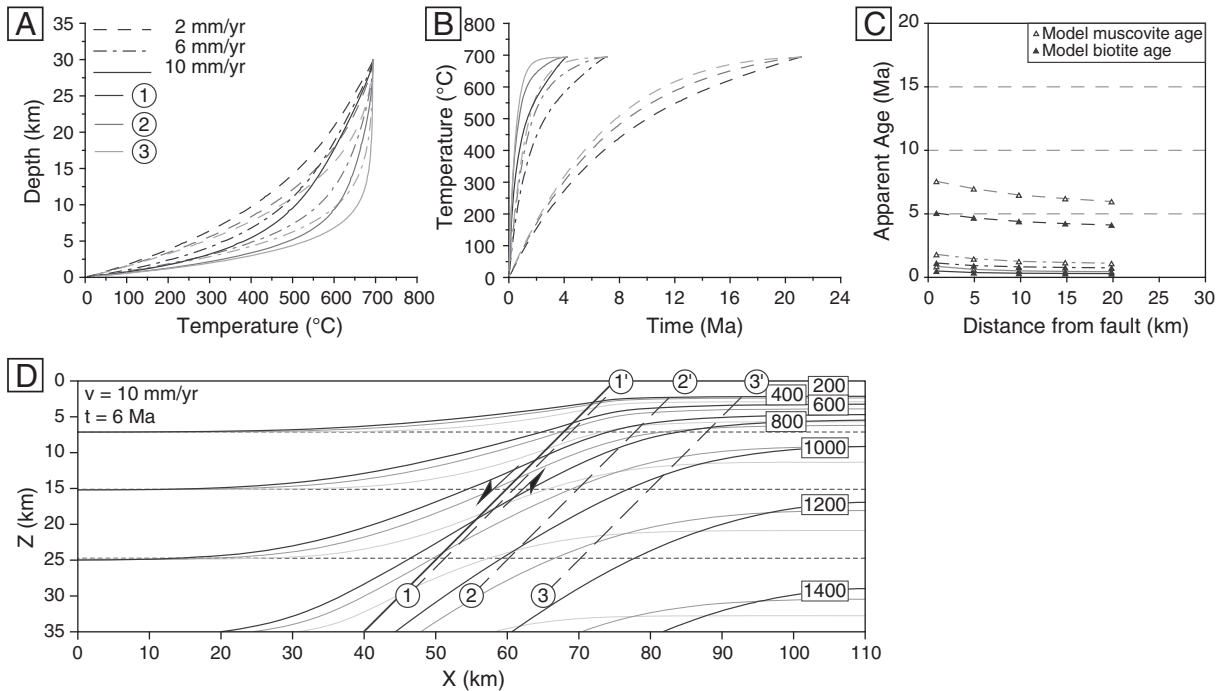 A
35
30
25
20
15
10
5
0
Depth (km)
2 mm/yr
6 mm/yr
10 mm/yr
1
2
3
0 100 200 300 400 500 600 700 800
Temperature (°C)
B
800
700
600
500
400
300
200
100
0
Temperature (°C)
0 4 8 12 16 20 24
Time (Ma)
C
20
15
10
5
0
Apparent Age (Ma)
Model muscovite age
Model biotite age
0 5 10 15 20 25 30
Distance from fault (km)
D
0
5
10
15
20
25
30
35
Z (km)
v = 10 mm/yr
t = 6 Ma
1' 2' 3'
200
400
600
800
1000
1200
1400
1 2 3
0 10 20 30 40 50 60 70 80 90 100 110
X (km)